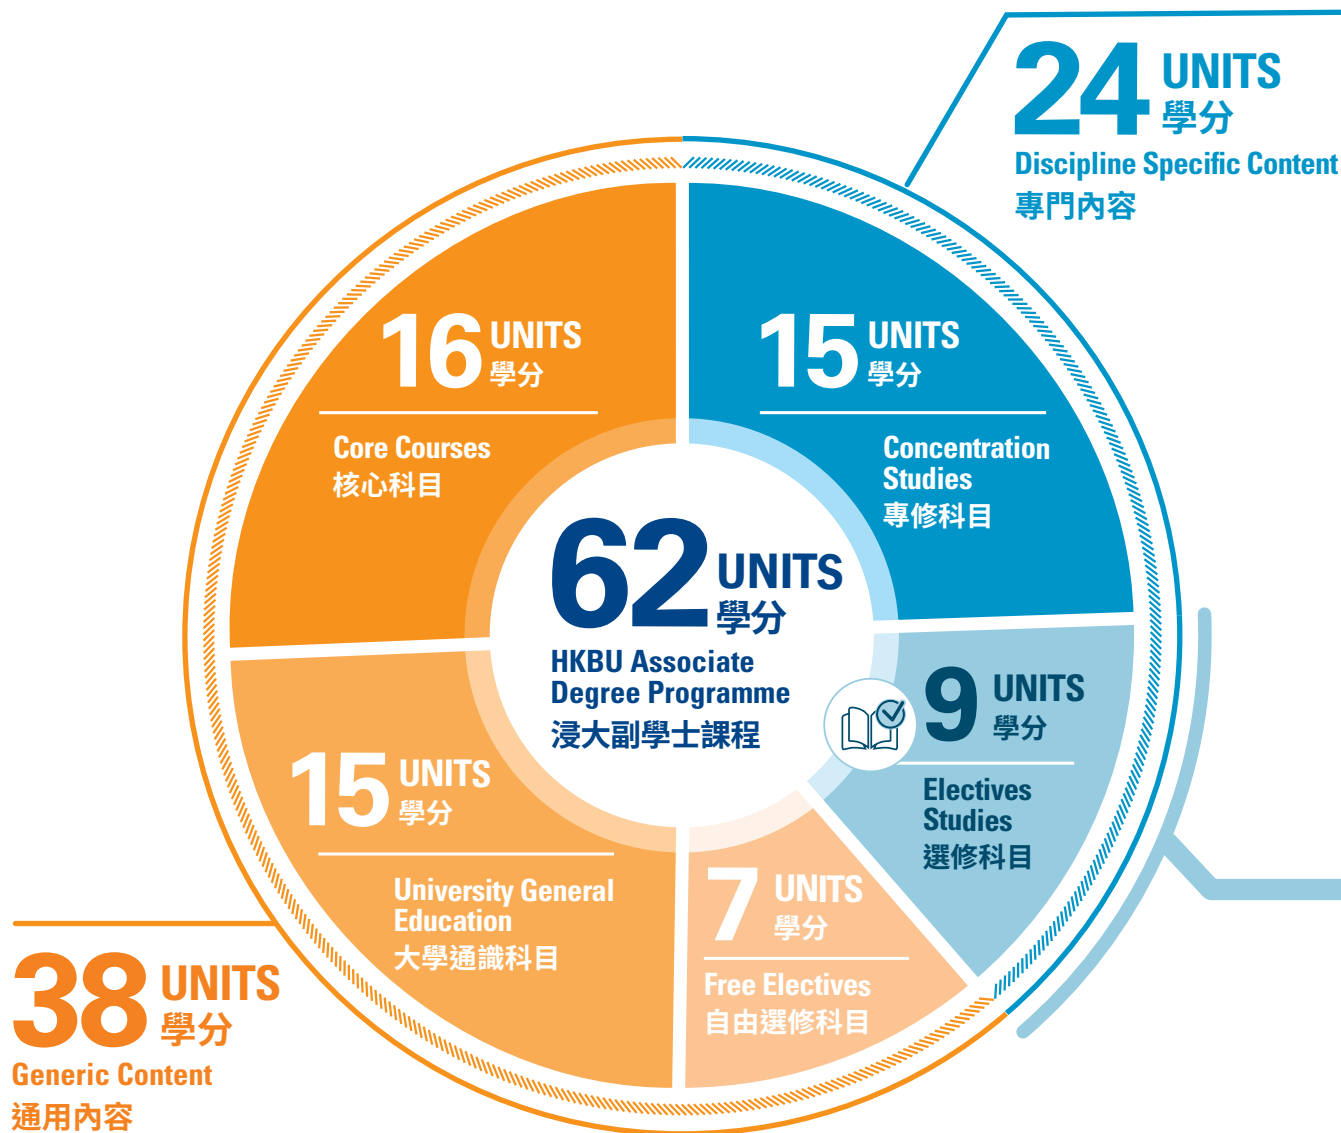 24 UNITS
學分
Discipline Specific Content
專門內容
16 UNITS
學分
Core Courses
核心科目
15 UNITS
學分
Concentration
Studies
專修科目
62 UNITS
學分
HKBU Associate
Degree Programme
浸大副學士課程
9 UNITS
學分
Electives
Studies
選修科目
15 UNITS
學分
University General
Education
大學通識科目
7 UNITS
學分
Free Electives
自由選修科目
38 UNITS
學分
Generic Content
通用內容